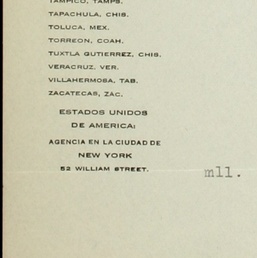 TAMPICO, TAMPS.
TAPACHULA, CHIS.
TOLUCA, MEX.
TORREON, COAH.
TUXTLA GUTIERREZ, CHIS.
VERACRUZ, VER.
VILLAHERMOSA, TAB.
ZACATECAS, ZAC.
ESTADOS UNIDOS
DE AMERICA:
AGENCIA EN LA CIUDAD DE
NEW YORK
52 WILLIAM STREET.
mll.